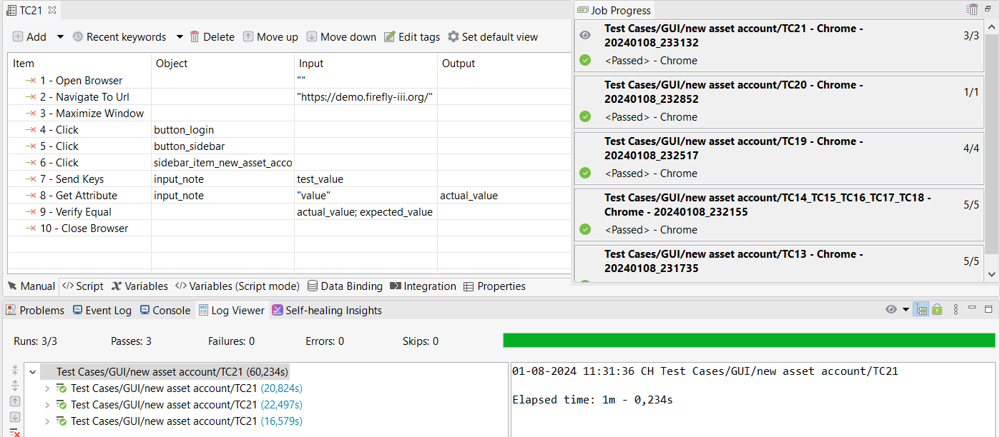 TC21
Add Recent keywords Delete Move up Move down Edit tags Set default view
Item Object Input Output
1 - Open Browser ""
2 - Navigate To Url "https://demo.firefly-iii.org/"
3 - Maximize Window
4 - Click button_login
5 - Click button_sidebar
6 - Click sidebar_item_new_asset_acco
7 - Send Keys input_note test_value
8 - Get Attribute input_note "value" actual_value
9 - Verify Equal actual_value; expected_value
10 - Close Browser
Manual </> Script Variables </> Variables (Script mode) Data Binding Integration Properties
Job Progress
Test Cases/GUI/new asset account/TC21 - Chrome - 3/3
20240108_233132
<Passed> - Chrome
Test Cases/GUI/new asset account/TC20 - Chrome - 1/1
20240108_232852
<Passed> - Chrome
Test Cases/GUI/new asset account/TC19 - Chrome - 4/4
20240108_232517
<Passed> - Chrome
Test Cases/GUI/new asset account/TC14_TC15_TC16_TC17_TC18 - 5/5
Chrome - 20240108_232155
<Passed> - Chrome
Test Cases/GUI/new asset account/TC13 - Chrome - 5/5
20240108_231735
Problems Event Log Console Log Viewer Self-healing Insights
Runs: 3/3 Passes: 3 Failures: 0 Errors: 0 Skips: 0
Test Cases/GUI/new asset account/TC21 (60,234s)
Test Cases/GUI/new asset account/TC21 (20,824s)
Test Cases/GUI/new asset account/TC21 (22,497s)
Test Cases/GUI/new asset account/TC21 (16,579s)
01-08-2024 11:31:36 CH Test Cases/GUI/new asset account/TC21
Elapsed time: 1m - 0,234s